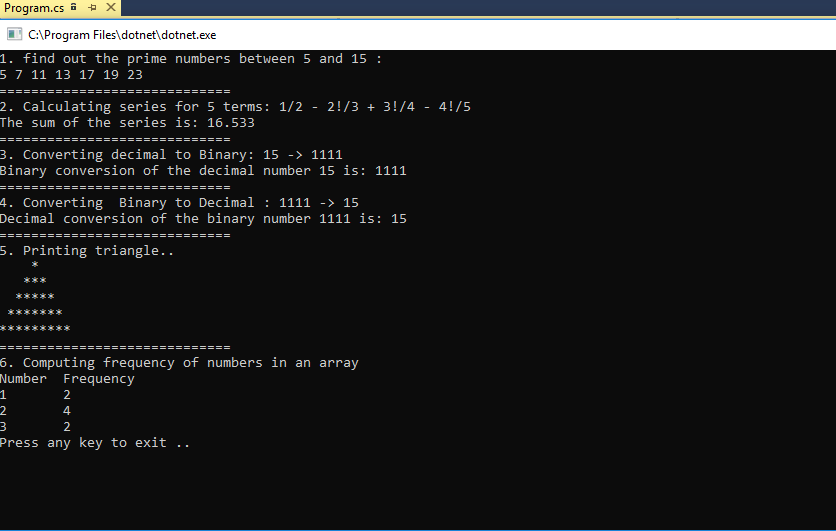 Program.cs
C:\Program Files\dotnet\dotnet.exe
1. find out the prime numbers between 5 and 15 :
5 7 11 13 17 19 23
=============================
2. Calculating series for 5 terms: 1/2 - 2!/3 + 3!/4 - 4!/5
The sum of the series is: 16.533
=============================
3. Converting decimal to Binary: 15 -> 1111
Binary conversion of the decimal number 15 is: 1111
=============================
4. Converting  Binary to Decimal : 1111 -> 15
Decimal conversion of the binary number 1111 is: 15
=============================
5. Printing triangle..
    *
   ***
  *****
 *******
*********
=============================
6. Computing frequency of numbers in an array
Number  Frequency
1       2
2       4
3       2
Press any key to exit ..